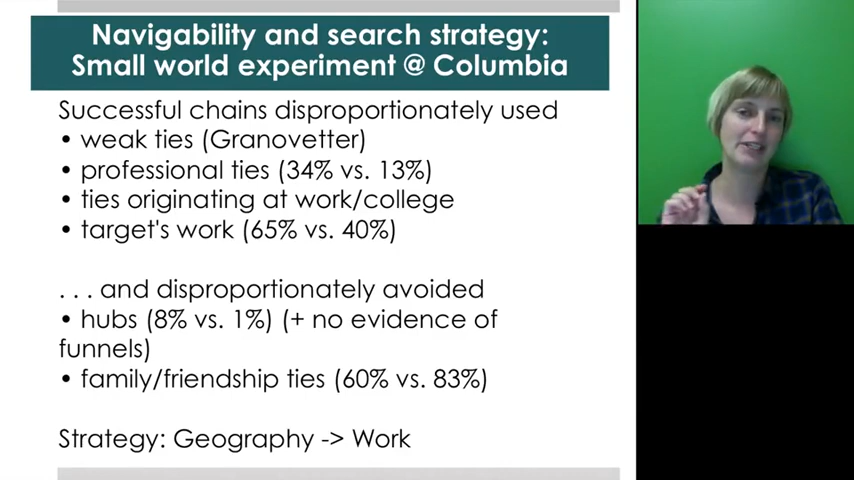 Navigability and search strategy:
Small world experiment @ Columbia
Successful chains disproportionately used
• weak ties (Granovetter)
• professional ties (34% vs. 13%)
• ties originating at work/college
• target's work (65% vs. 40%)
. . . and disproportionately avoided
• hubs (8% vs. 1%) (+ no evidence of
funnels)
• family/friendship ties (60% vs. 83%)
Strategy: Geography -> Work